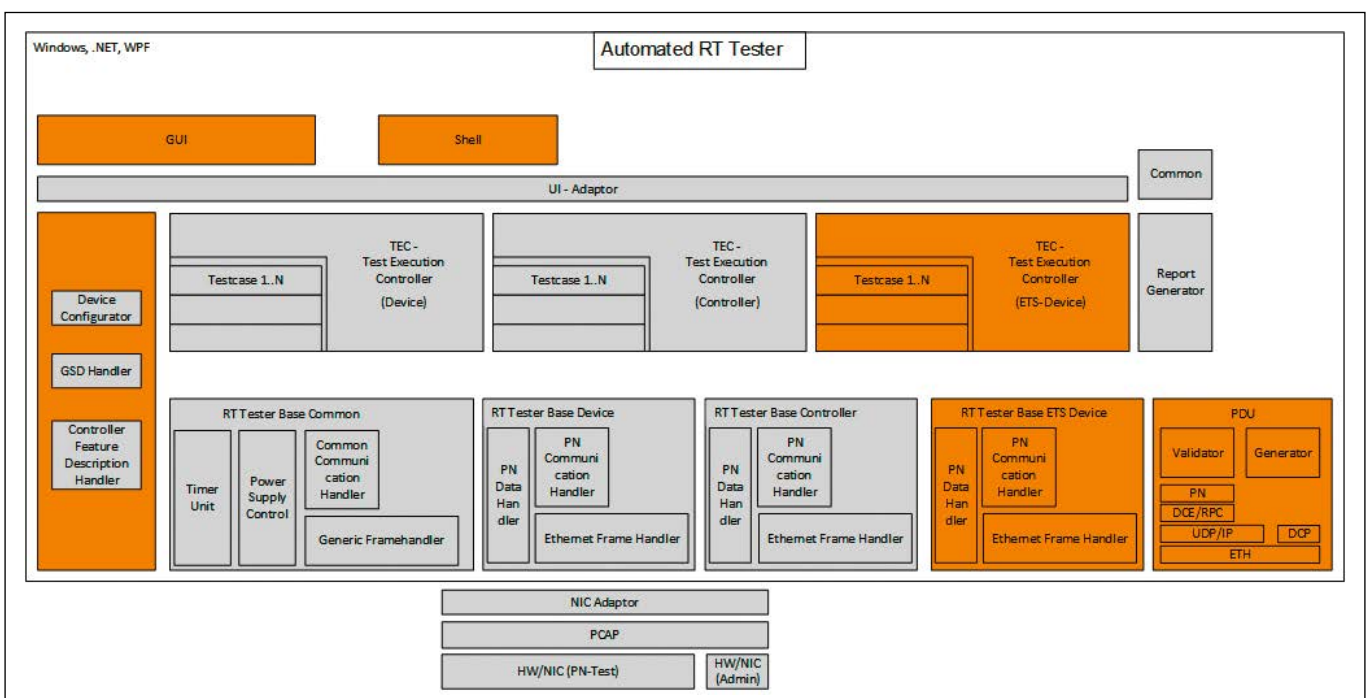 Windows, .NET, WPF
Automated RT Tester
GUI
Shell
UI - Adaptor
Common
Device
Configurator
GSD Handler
Controller
Feature
Description
Handler
Testcase 1..N
TEC -
Test Execution
Controller
(Device)
Testcase 1..N
TEC -
Test Execution
Controller
(Controller)
Testcase 1..N
TEC -
Test Execution
Controller
(ETS-Device)
Report
Generator
RT Tester Base Common
Timer
Unit
Power
Supply
Control
Common
Communi
cation
Handler
Generic Framehandler
RT Tester Base Device
PN
Data
Han
dler
PN
Communi
cation
Handler
Ethernet Frame Handler
RT Tester Base Controller
PN
Data
Han
dler
PN
Communi
cation
Handler
Ethernet Frame Handler
RT Tester Base ETS Device
PN
Data
Han
dler
PN
Communi
cation
Handler
Ethernet Frame Handler
PDU
Validator
Generator
PN
DCE/RPC
UDP/IP
DCP
ETH
NIC Adaptor
PCAP
HW/NIC (PN-Test)
HW/NIC
(Admin)